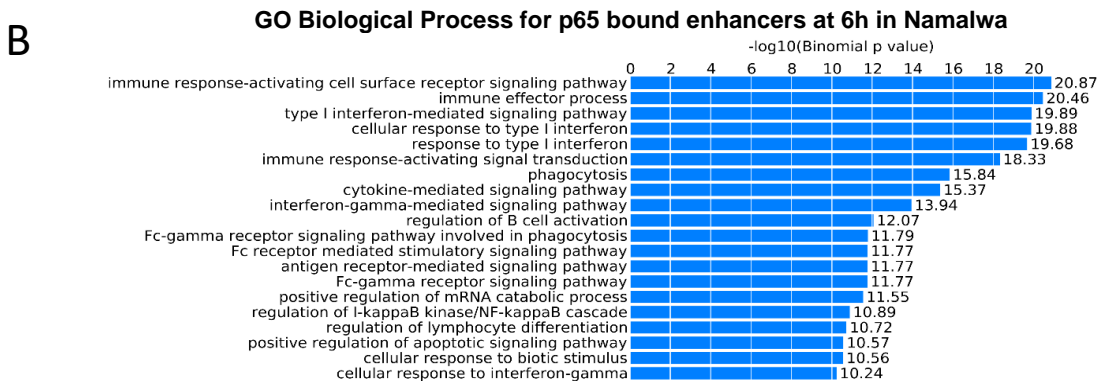 B
GO Biological Process for p65 bound enhancers at 6h in Namalwa
-log10(Binomial p value)
0 2 4 6 8 10 12 14 16 18 20
immune response-activating cell surface receptor signaling pathway 20.87
immune effector process 20.46
type I interferon-mediated signaling pathway 19.89
cellular response to type I interferon 19.88
response to type I interferon 19.68
immune response-activating signal transduction 18.33
phagocytosis 15.84
cytokine-mediated signaling pathway 15.37
interferon-gamma-mediated signaling pathway 13.94
regulation of B cell activation 12.07
Fc-gamma receptor signaling pathway involved in phagocytosis 11.79
Fc receptor mediated stimulatory signaling pathway 11.77
antigen receptor-mediated signaling pathway 11.77
Fc-gamma receptor signaling pathway 11.77
positive regulation of mRNA catabolic process 11.55
regulation of I-kappaB kinase/NF-kappaB cascade 10.89
regulation of lymphocyte differentiation 10.72
positive regulation of apoptotic signaling pathway 10.57
cellular response to biotic stimulus 10.56
cellular response to interferon-gamma 10.24